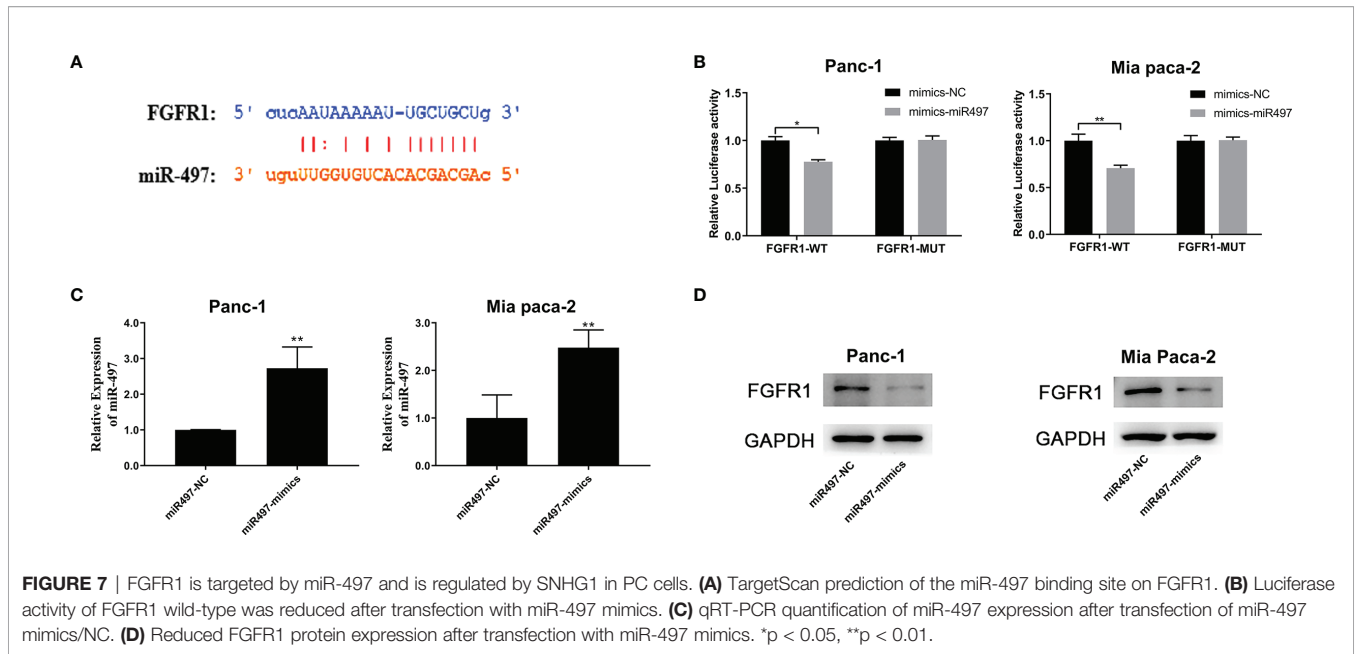 A
FGFR1: 5' auaAAUAAAAAU-UGCUGCUg 3'
miR-497: 3' uguUUGGUGUCACACGACGAc 5'
B
Panc-1
mimics-NC
mimics-miR497
Relative Luciferase activity
1.5
1.0
0.5
0.0
*
FGFR1-WT
FGFR1-MUT
Mia paca-2
mimics-NC
mimics-miR497
Relative Luciferase activity
1.5
1.0
0.5
0.0
**
FGFR1-WT
FGFR1-MUT
C
Panc-1
Relative Expression
of miR-497
4.0
3.0
2.0
1.0
0.0
**
miR497-NC
miR497-mimics
Mia paca-2
Relative Expression
of miR-497
3.0
2.0
1.0
0.0
**
miR497-NC
miR497-mimics
D
Panc-1
FGFR1
GAPDH
miR497-NC
miR497-mimics
Mia Paca-2
FGFR1
GAPDH
miR497-NC
miR497-mimics
FIGURE 7 | FGFR1 is targeted by miR-497 and is regulated by SNHG1 in PC cells. (A) TargetScan prediction of the miR-497 binding site on FGFR1. (B) Luciferase
activity of FGFR1 wild-type was reduced after transfection with miR-497 mimics. (C) qRT-PCR quantification of miR-497 expression after transfection of miR-497
mimics/NC. (D) Reduced FGFR1 protein expression after transfection with miR-497 mimics. *p < 0.05, **p < 0.01.